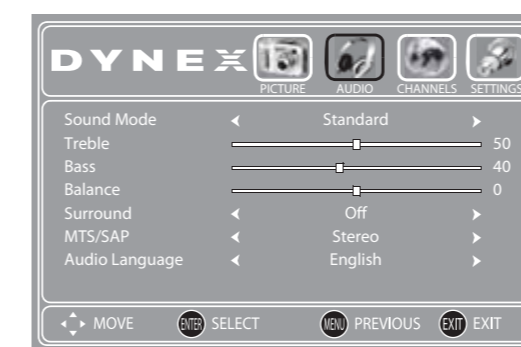 DYNEX
PICTURE AUDIO CHANNELS SETTINGS
Sound Mode Standard
Treble 50
Bass 40
Balance 0
Surround Off
MTS/SAP Stereo
Audio Language English
MOVE ENTER SELECT MENU PREVIOUS EXIT EXIT